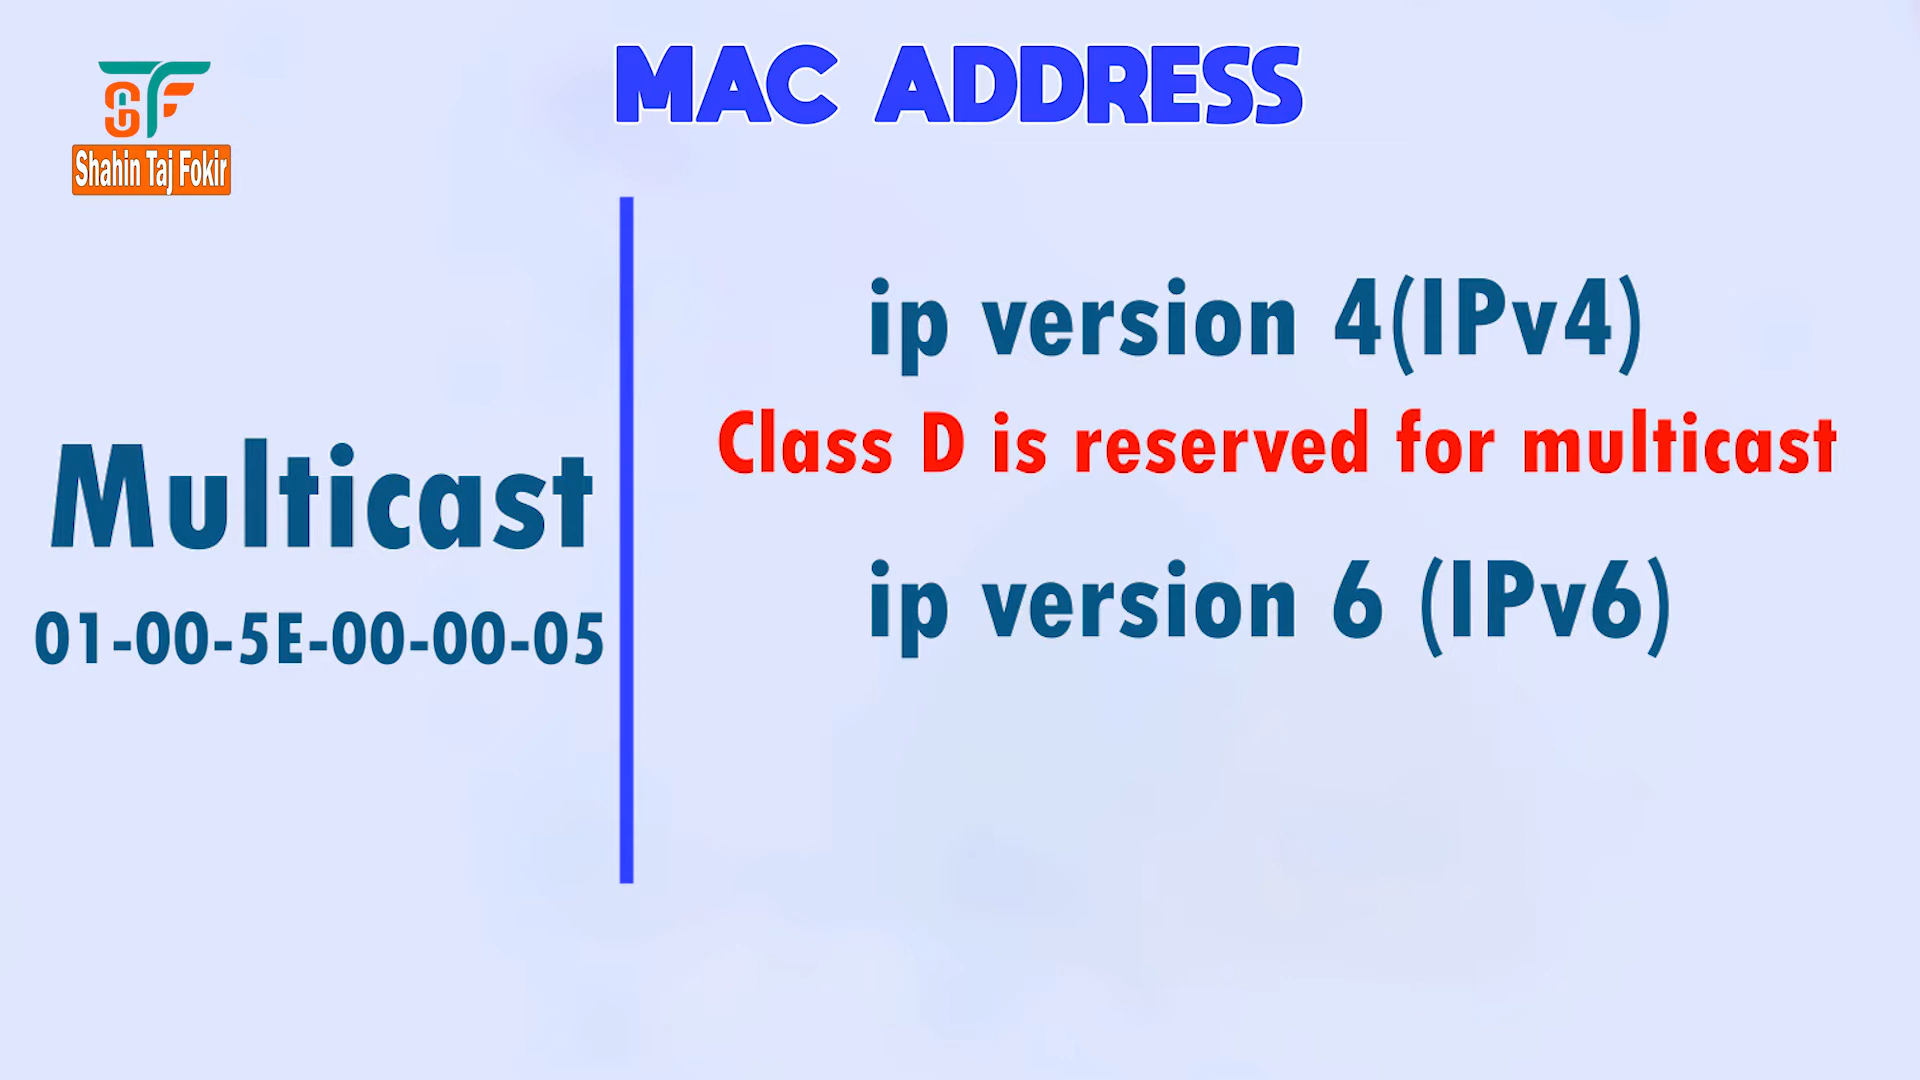 MAC ADDRESS
STF
Shahin Taj Fokir
Multicast
01-00-5E-00-00-05
ip version 4(IPv4)
Class D is reserved for multicast
ip version 6 (IPv6)